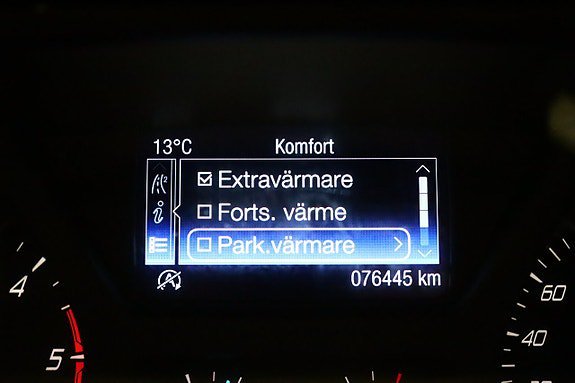 13°C Komfort
Extravärmare
Forts. värme
Park.värmare
076445 km
4
5
60
40